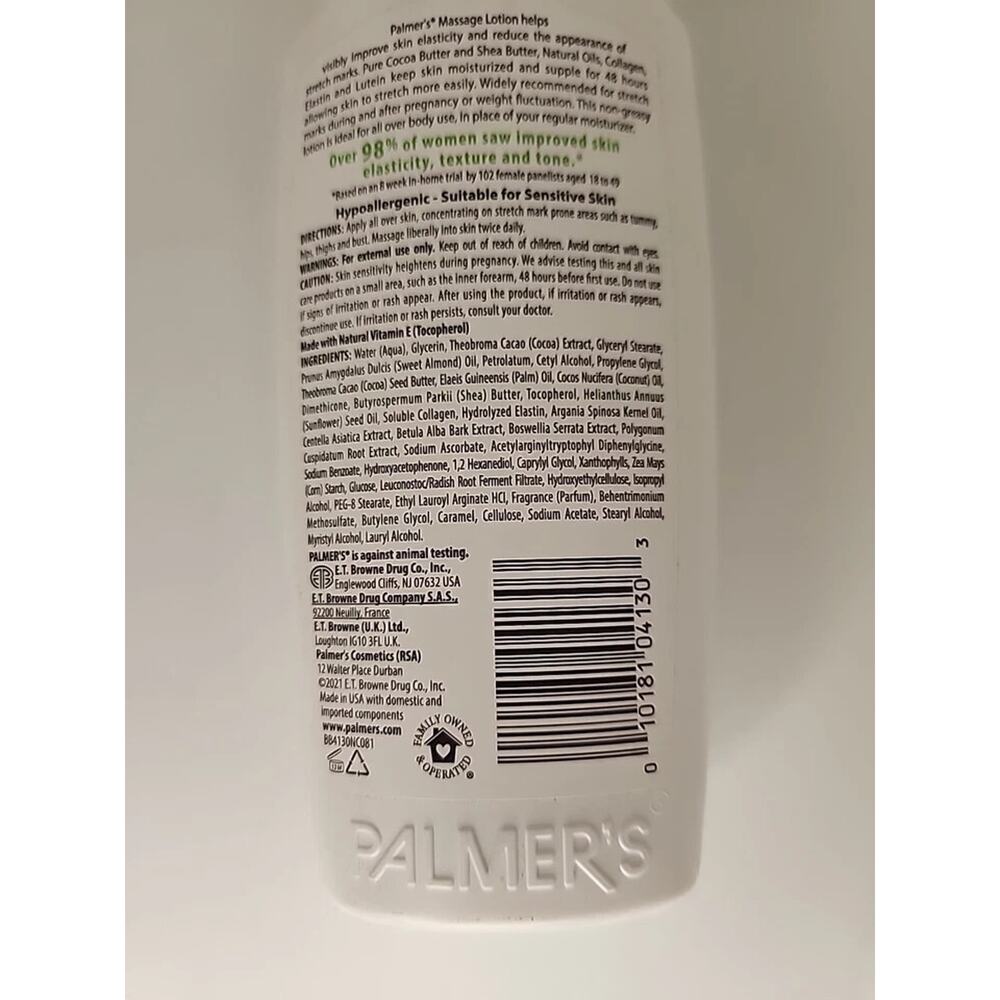 Palmer's® Massage Lotion helps
visibly improve skin elasticity and reduce the appearance of
stretch marks. Pure Cocoa Butter and Shea Butter, Natural Oils, Collagen,
Elastin and Lutein keep skin moisturized and supple for 48 hours
allowing skin to stretch more easily. Widely recommended for stretch
marks during and after pregnancy or weight fluctuation. This non-greasy
lotion is ideal for all over body use, in place of your regular moisturizer.
Over 98% of women saw improved skin
elasticity, texture and tone.*
*Based on an 8 week in-home trial by 102 female panelists aged 18 to 49
Hypoallergenic - Suitable for Sensitive Skin
DIRECTIONS: Apply all over skin, concentrating on stretch mark prone areas such as tummy,
hips, thighs and bust. Massage liberally into skin twice daily.
WARNINGS: For external use only. Keep out of reach of children. Avoid contact with eyes.
CAUTION: Skin sensitivity heightens during pregnancy. We advise testing this and all skin
care products on a small area, such as the inner forearm, 48 hours before first use. Do not use
if signs of irritation or rash appear. After using the product, if irritation or rash appears,
discontinue use. If irritation or rash persists, consult your doctor.
Made with Natural Vitamin E (Tocopherol)
INGREDIENTS: Water (Aqua), Glycerin, Theobroma Cacao (Cocoa) Extract, Glyceryl Stearate,
Prunus Amygdalus Dulcis (Sweet Almond) Oil, Petrolatum, Cetyl Alcohol, Propylene Glycol,
Theobroma Cacao (Cocoa) Seed Butter, Elaeis Guineensis (Palm) Oil, Cocos Nucifera (Coconut) Oil,
Dimethicone, Butyrospermum Parkii (Shea) Butter, Tocopherol, Helianthus Annuus
(Sunflower) Seed Oil, Soluble Collagen, Hydrolyzed Elastin, Argania Spinosa Kernel Oil,
Centella Asiatica Extract, Betula Alba Bark Extract, Boswellia Serrata Extract, Polygonum
Cuspidatum Root Extract, Sodium Ascorbate, Acetylarginyltryptophyl Diphenylglycine,
Sodium Benzoate, Hydroxyacetophenone, 1,2 Hexanediol, Caprylyl Glycol, Xanthophylls, Zea Mays
(Corn) Starch, Glucose, Leuconostoc/Radish Root Ferment Filtrate, Hydroxyethylcellulose, Isopropyl
Alcohol, PEG-8 Stearate, Ethyl Lauroyl Arginate HCl, Fragrance (Parfum), Behentrimonium
Methosulfate, Butylene Glycol, Caramel, Cellulose, Sodium Acetate, Stearyl Alcohol,
Myristyl Alcohol, Lauryl Alcohol.
PALMER'S® is against animal testing.
EB E.T. Browne Drug Co., Inc.,
Englewood Cliffs, NJ 07632 USA
E.T. Browne Drug Company S.A.S.,
92200 Neuilly, France
E.T. Browne (U.K.) Ltd.,
Loughton IG10 3FL U.K.
Palmer's Cosmetics (RSA)
12 Walter Place Durban
©2021 E.T. Browne Drug Co., Inc.
Made in USA with domestic and
imported components
www.palmers.com
BB4130NC081
12M
FAMILY OWNED
& OPERATED®
0 10181 04130 3
PALMER'S®